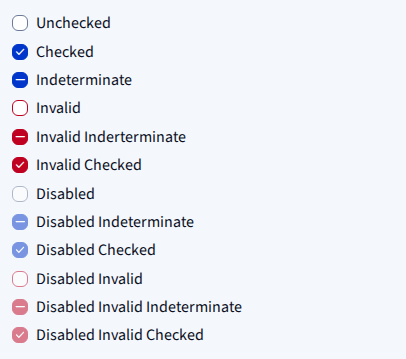 Unchecked
Checked
Indeterminate
Invalid
Invalid Inderterminate
Invalid Checked
Disabled
Disabled Indeterminate
Disabled Checked
Disabled Invalid
Disabled Invalid Indeterminate
Disabled Invalid Checked